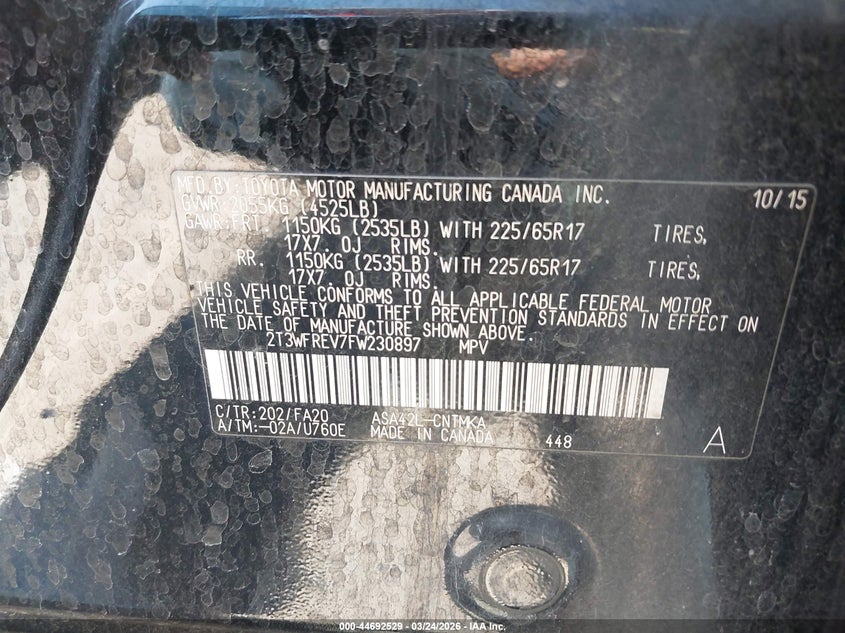 MFD.BY:TOYOTA MOTOR MANUFACTURING CANADA INC. 10/15
GVWR:2055KG (4525LB)
GAWR:FRT. 1150KG (2535LB) WITH 225/65R17 TIRES,
17X7. 0J RIMS.
RR. 1150KG (2535LB) WITH 225/65R17 TIRES,
17X7. 0J RIMS.
THIS VEHICLE CONFORMS TO ALL APPLICABLE FEDERAL MOTOR
VEHICLE SAFETY AND THEFT PREVENTION STANDARDS IN EFFECT ON
THE DATE OF MANUFACTURE SHOWN ABOVE.
2T3WFREV7FW230897 MPV
C/TR:202/FA20 ASA42L-CNTMKA
A/TM:-02A/U760E MADE IN CANADA 448 A
000-44692529 - 03/24/2026 - IAA Inc.